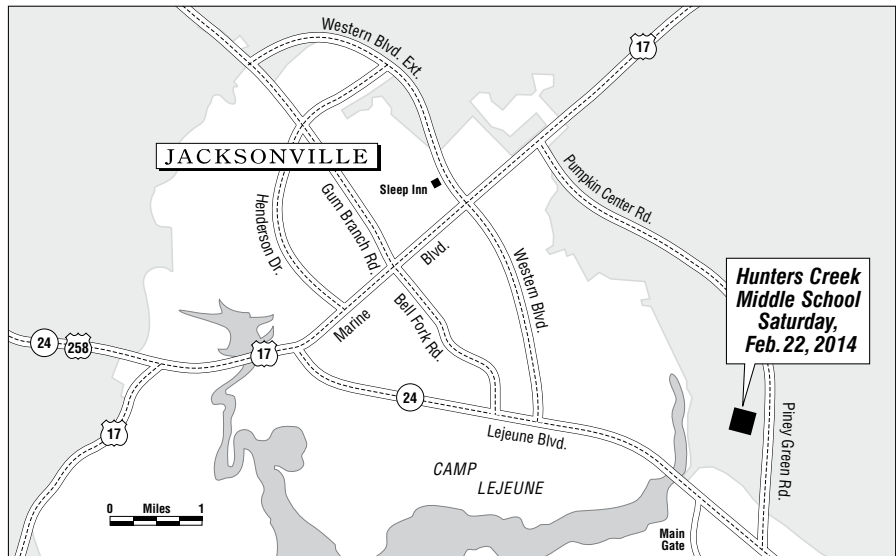 Western Blvd. Ext.
17
JACKSONVILLE
Sleep Inn
Pumpkin Center Rd.
Henderson Dr.
Gum Branch Rd.
Marine Blvd.
Bell Fork Rd.
Western Blvd.
Hunters Creek
Middle School
Saturday,
Feb. 22, 2014
24
258
17
24
17
Lejeune Blvd.
Piney Green Rd.
CAMP
LEJEUNE
0 Miles 1
Main
Gate